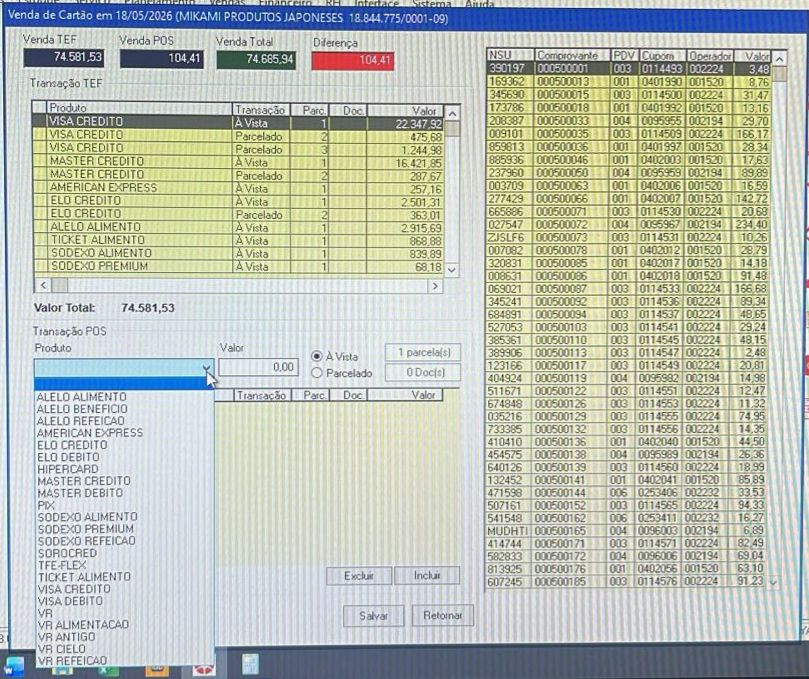 Venda de Cartão em 18/05/2026 (MIKAMI PRODUTOS JAPONESES 18.844.775/0001-09)
Venda TEF Venda POS Venda Total Diferença
74.581,53 104,41 74.685,94 104,41
Transação TEF
Produto Transação Parc. Doc. Valor
VISA CREDITO À Vista 1 22.347,92
VISA CREDITO Parcelado 2 475,68
VISA CREDITO Parcelado 3 1.244,98
MASTER CREDITO À Vista 1 16.421,85
MASTER CREDITO Parcelado 2 287,67
AMERICAN EXPRESS À Vista 1 257,16
ELO CREDITO À Vista 1 2.501,31
ELO CREDITO Parcelado 2 363,01
ALELO ALIMENTO À Vista 1 2.915,69
TICKET ALIMENTO À Vista 1 868,88
SODEXO ALIMENTO À Vista 1 839,89
SODEXO PREMIUM À Vista 1 68,18
Valor Total: 74.581,53
Transação POS
Produto Valor
0,00
À Vista
Parcelado
1 parcela(s)
0 Doc(s)
Transação Parc. Doc. Valor
ALELO ALIMENTO
ALELO BENEFICIO
ALELO REFEICAO
AMERICAN EXPRESS
ELO CREDITO
ELO DEBITO
HIPERCARD
MASTER CREDITO
MASTER DEBITO
PIX
SODEXO ALIMENTO
SODEXO PREMIUM
SODEXO REFEICAO
SOROCRED
TFE-FLEX
TICKET ALIMENTO
VISA CREDITO
VISA DEBITO
VR
VR ALIMENTACAO
VR ANTIGO
VR CIELO
VR REFEICAO
Excluir Incluir
Salvar Retornar
NSU Comprovante PDV Cupom Operador Valor
390197 000500001 003 0114493 002224 3,48
169362 000500013 001 0401990 001520 8,76
345690 000500015 003 0114500 002224 31,47
173786 000500018 001 0401992 001520 13,16
208387 000500033 004 0095955 002194 29,70
009101 000500035 003 0114509 002224 166,17
859813 000500036 001 0401997 001520 28,34
885936 000500046 001 0402003 001520 17,63
237960 000500050 004 0095959 002194 89,89
003709 000500063 001 0402006 001520 16,59
277429 000500066 001 0402007 001520 142,72
665886 000500071 003 0114530 002224 20,68
027547 000500072 004 0095967 002194 234,40
ZJSLF6 000500073 003 0114531 002224 10,26
007082 000500078 001 0402012 001520 28,79
320831 000500085 001 0402017 001520 14,18
008631 000500086 001 0402018 001520 91,48
069021 000500087 003 0114533 002224 166,68
345241 000500092 003 0114536 002224 89,34
684891 000500094 003 0114537 002224 48,65
527053 000500103 003 0114541 002224 29,24
385361 000500110 003 0114545 002224 48,15
389906 000500113 003 0114547 002224 2,48
123166 000500117 003 0114549 002224 20,81
404924 000500119 004 0095982 002194 14,98
511671 000500122 003 0114551 002224 12,47
674848 000500126 003 0114553 002224 11,32
035216 000500129 003 0114555 002224 74,95
733385 000500132 003 0114556 002224 14,35
410410 000500136 001 0402040 001520 44,50
454575 000500138 004 0095989 002194 26,36
640126 000500139 003 0114560 002224 18,99
132452 000500141 001 0402041 001520 85,89
471598 000500144 006 0253406 002232 33,53
507161 000500152 003 0114565 002224 94,33
541548 000500162 006 0253411 002232 16,27
MUDHTI 000500165 004 0096003 002194 6,89
414744 000500171 003 0114571 002224 82,49
582833 000500172 004 0096006 002194 69,04
813925 000500176 001 0402056 001520 63,10
607245 000500185 003 0114576 002224 91,23